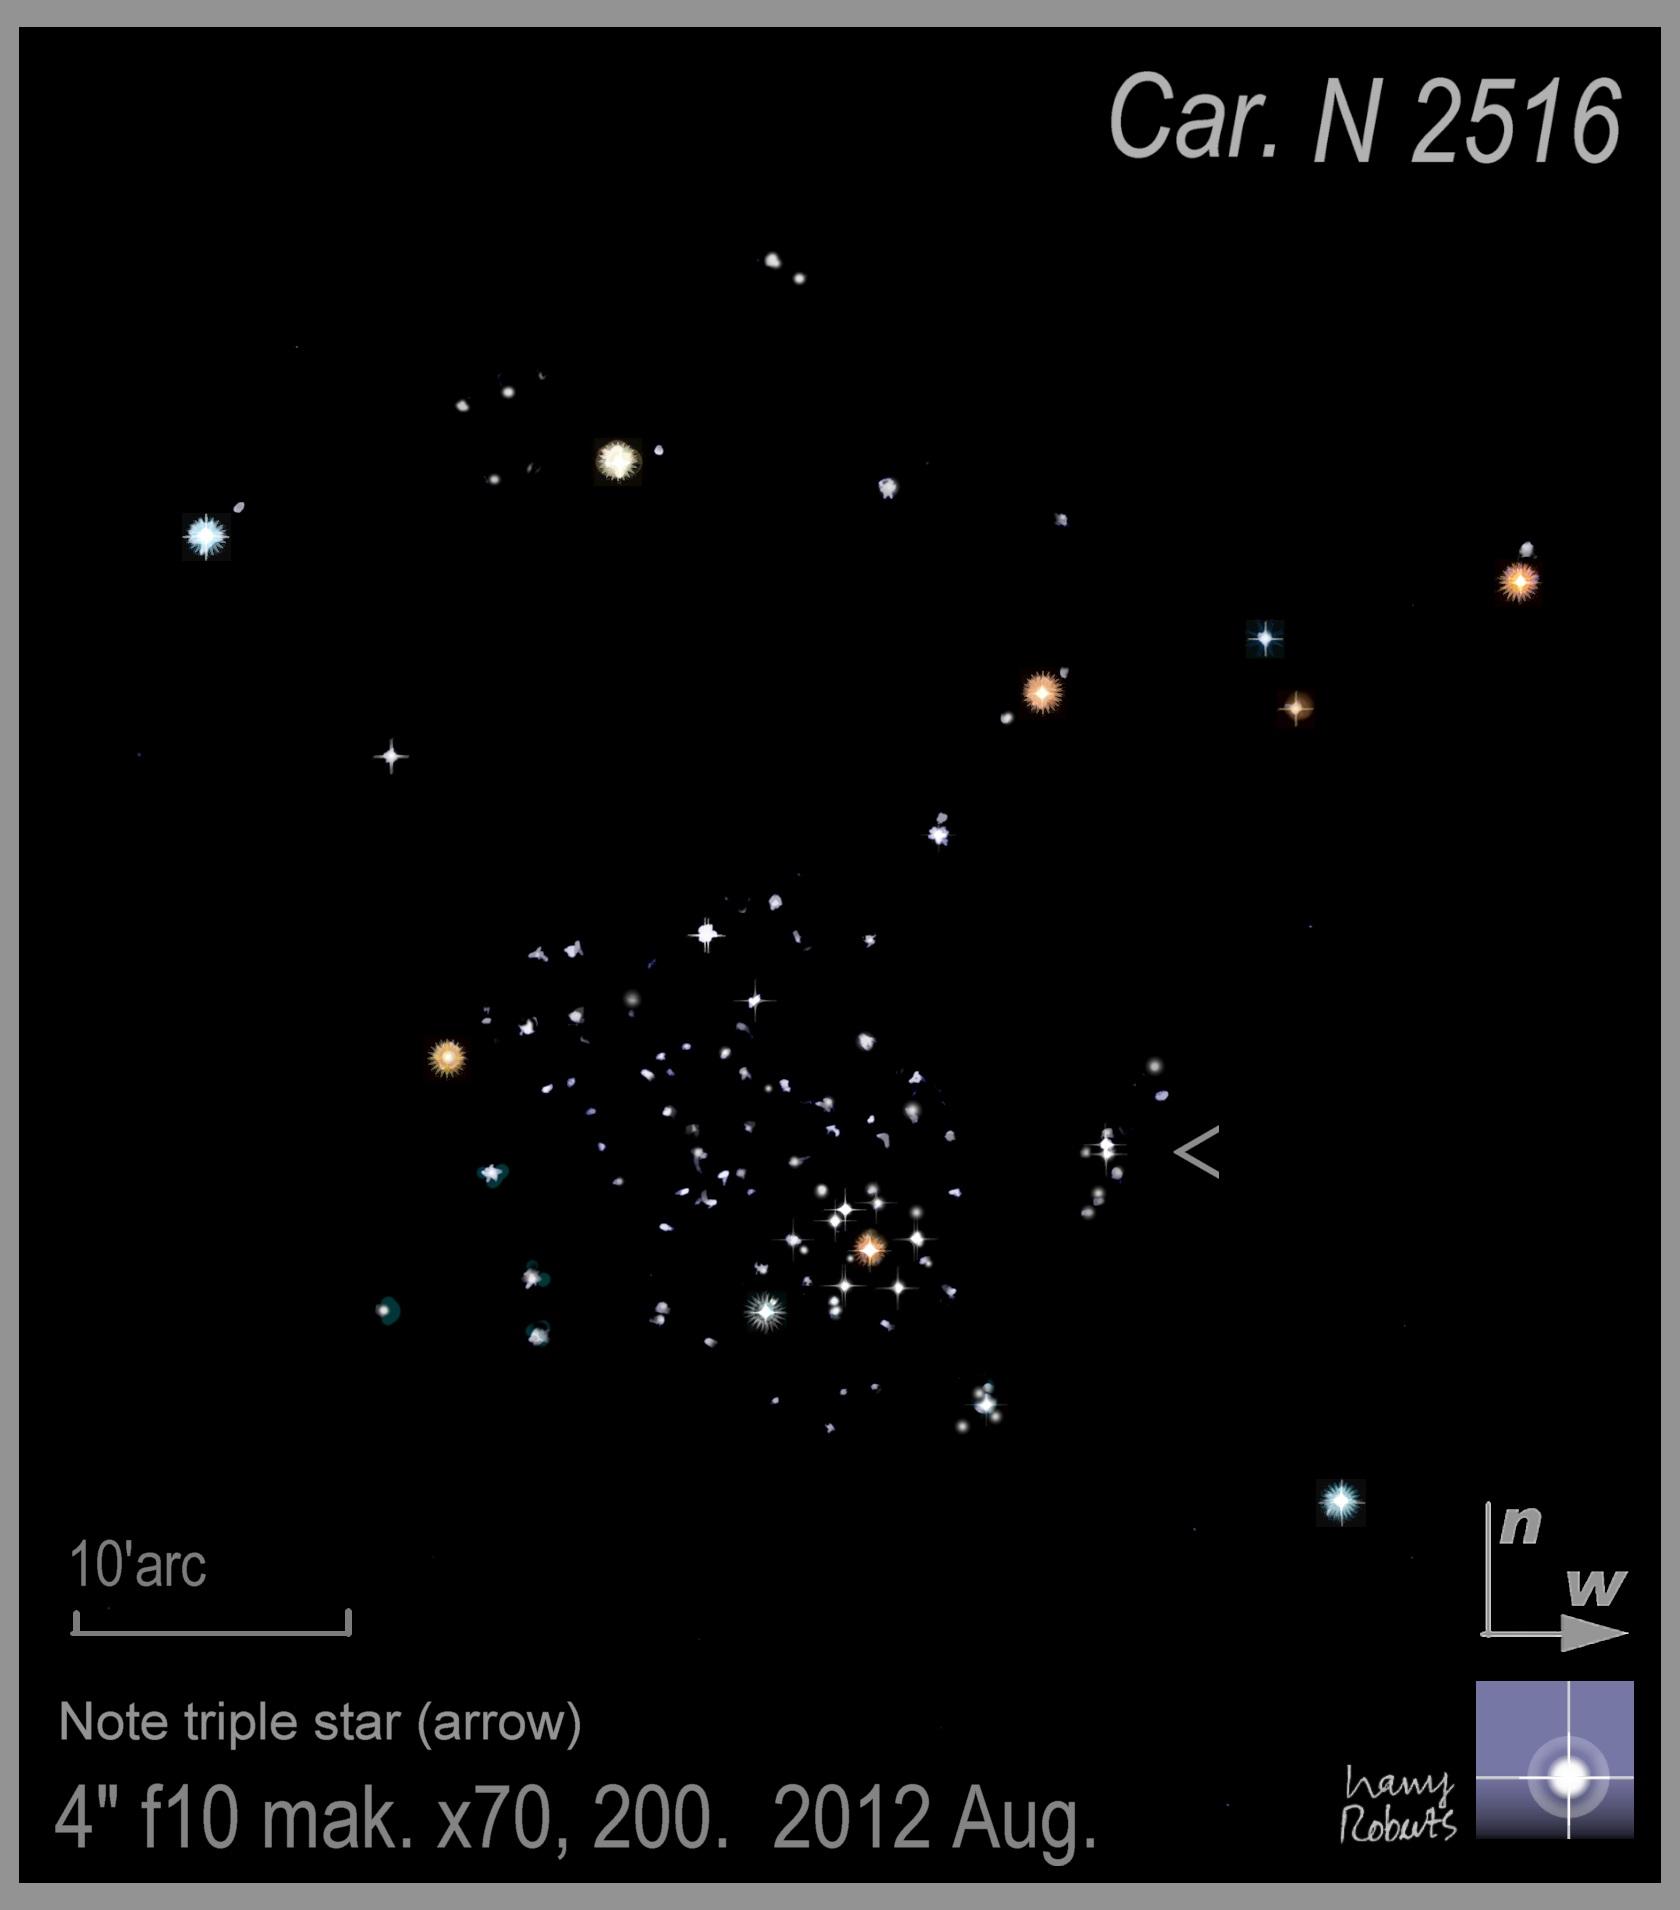 Car. N 2516
<
10'arc
n
w
Note triple star (arrow)
4" f10 mak. x70, 200. 2012 Aug.
Harry
Roberts